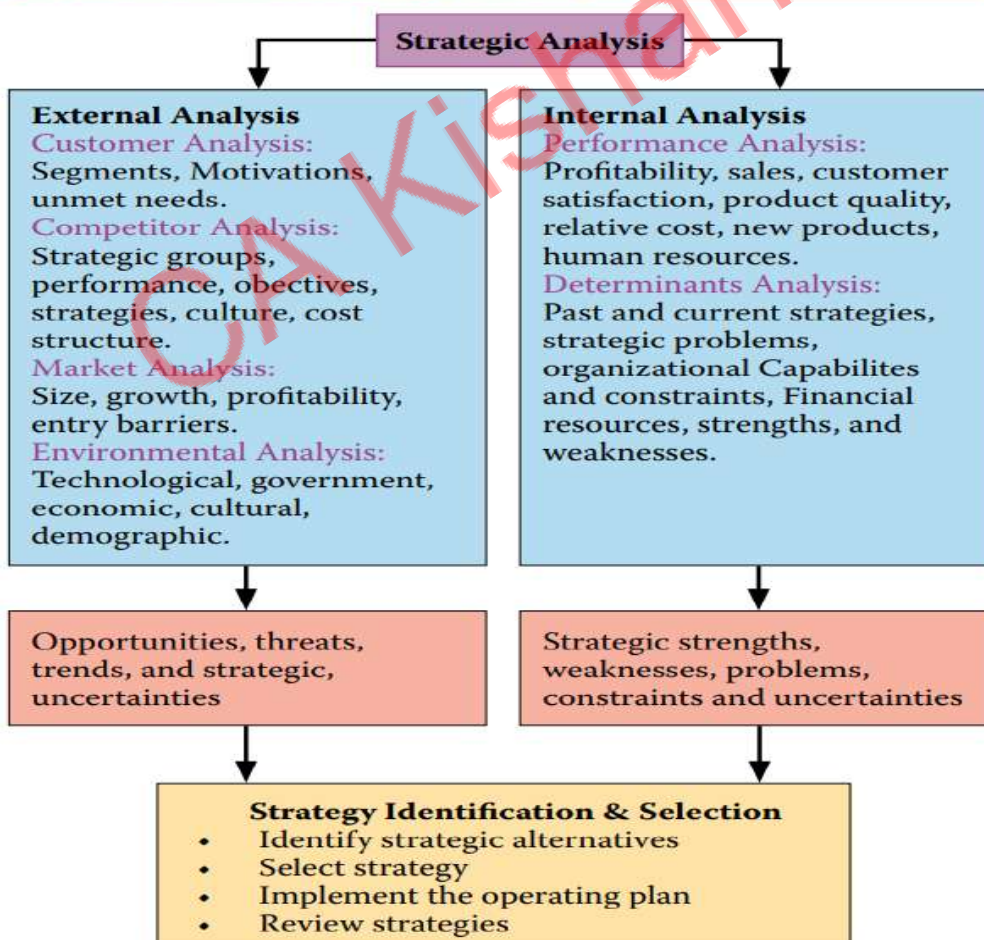 Strategic Analysis
External Analysis
Customer Analysis:
Segments, Motivations,
unmet needs.
Competitor Analysis:
Strategic groups,
performance, obectives,
strategies, culture, cost
structure.
Market Analysis:
Size, growth, profitability,
entry barriers.
Environmental Analysis:
Technological, government,
economic, cultural,
demographic.
Internal Analysis
Performance Analysis:
Profitability, sales, customer
satisfaction, product quality,
relative cost, new products,
human resources.
Determinants Analysis:
Past and current strategies,
strategic problems,
organizational Capabilites
and constraints, Financial
resources, strengths, and
weaknesses.
Opportunities, threats,
trends, and strategic,
uncertainties
Strategic strengths,
weaknesses, problems,
constraints and uncertainties
Strategy Identification & Selection
• Identify strategic alternatives
• Select strategy
• Implement the operating plan
• Review strategies
CA Kishan